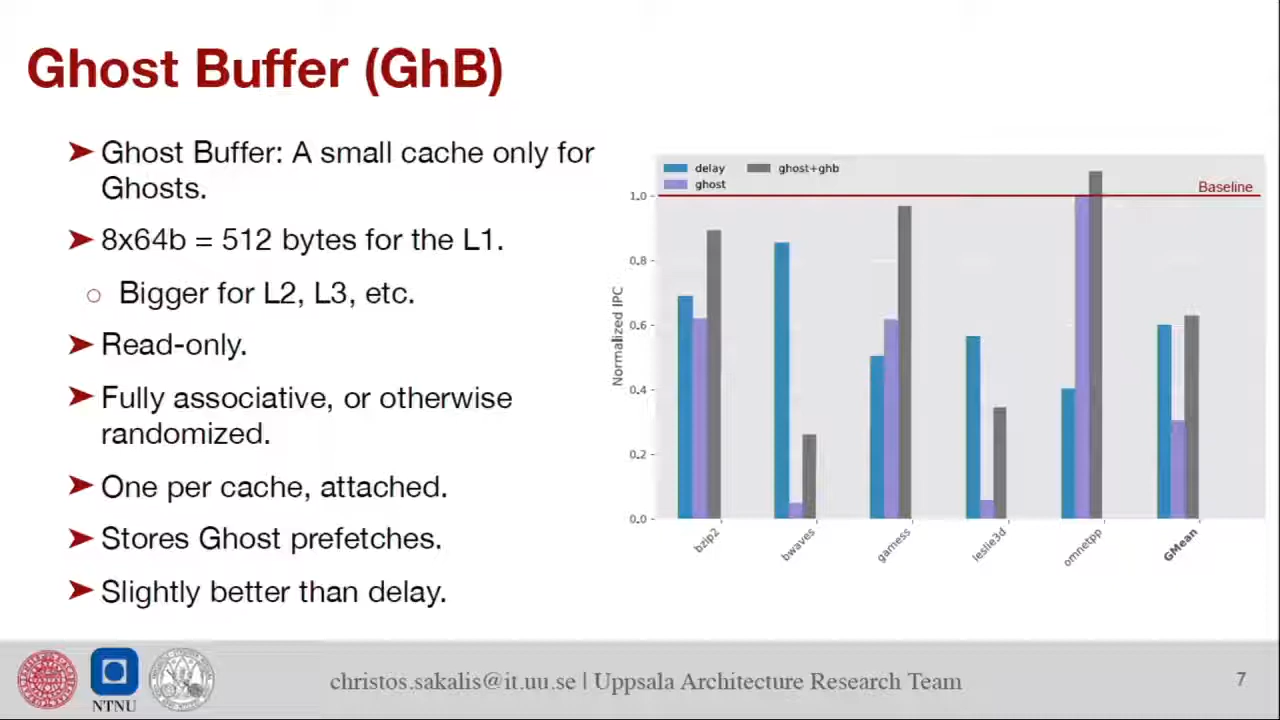 Ghost Buffer (GhB)
➤ Ghost Buffer: A small cache only for
Ghosts.
➤ 8x64b = 512 bytes for the L1.
○ Bigger for L2, L3, etc.
➤ Read-only.
➤ Fully associative, or otherwise
randomized.
➤ One per cache, attached.
➤ Stores Ghost prefetches.
➤ Slightly better than delay.
delay
ghost
ghost+ghb
Baseline
Normalized IPC
1.0
0.8
0.6
0.4
0.2
0.0
bzip2
bwaves
gamess
leslie3d
omnetpp
GMean
NTNU
christos.sakalis@it.uu.se | Uppsala Architecture Research Team
7